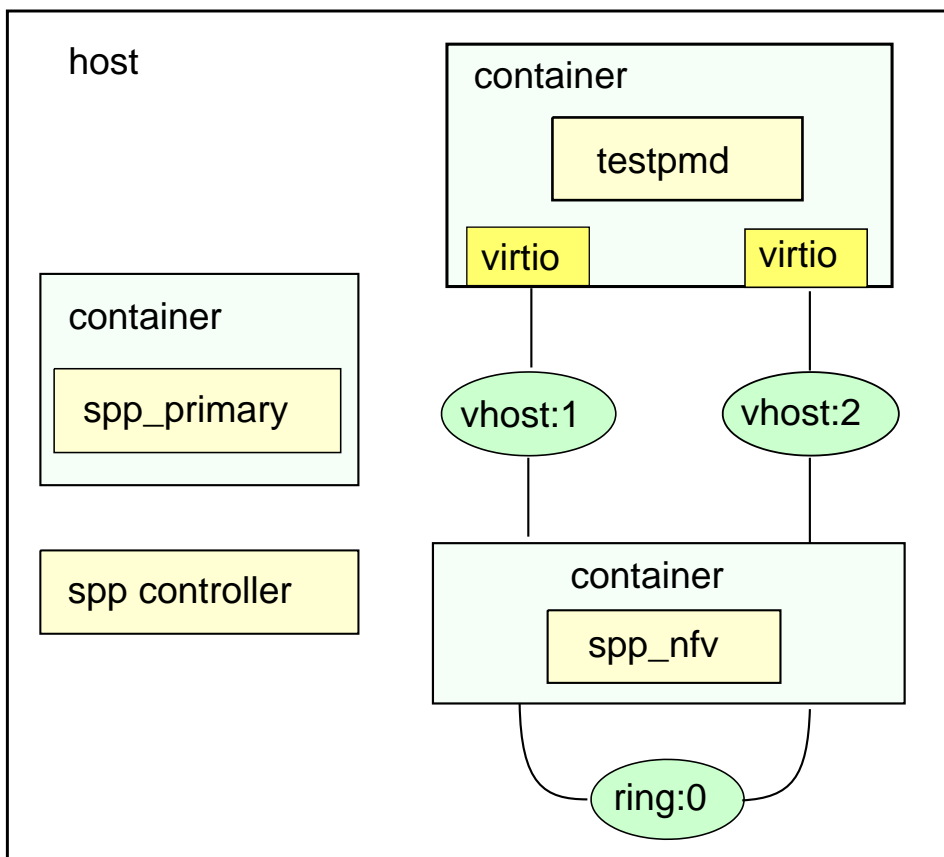 host
container
testpmd
virtio
virtio
container
spp_primary
vhost:1
vhost:2
spp controller
container
spp_nfv
ring:0